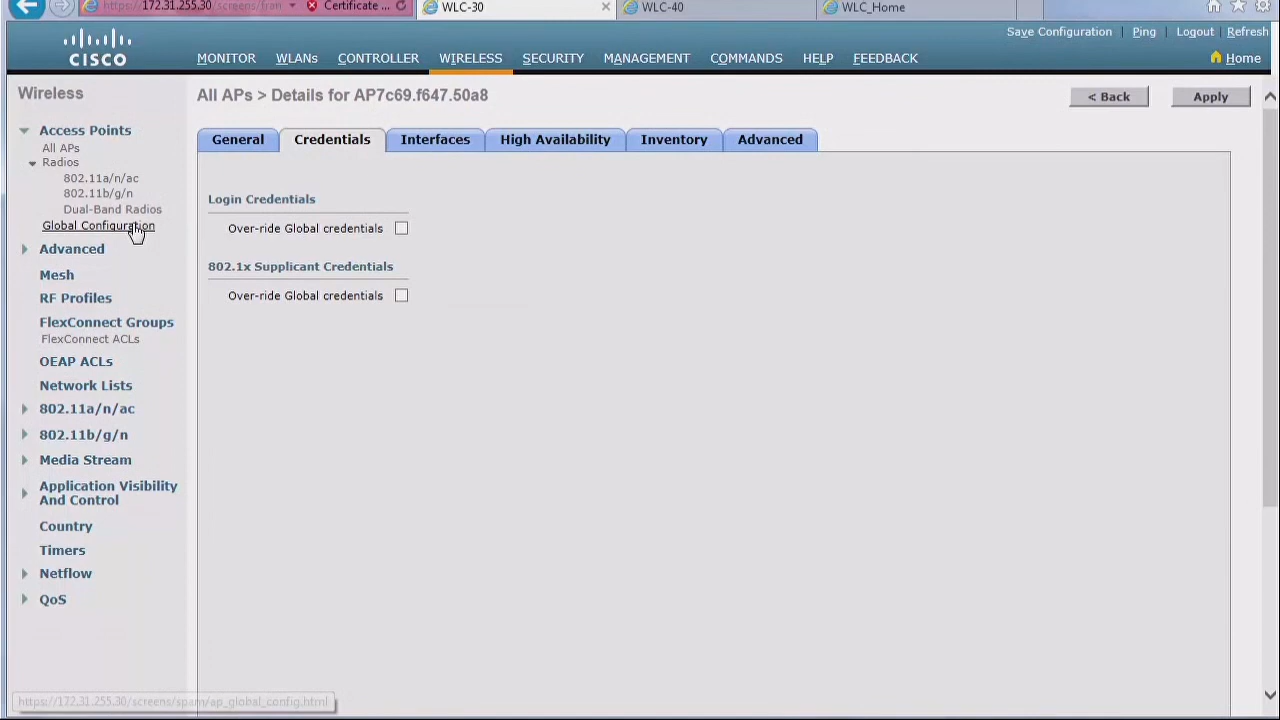 https://172.31.255.30/screens/fran
Certificate ...
WLC-30
WLC-40
WLC_Home
Save Configuration
Ping
Logout
Refresh
CISCO
MONITOR
WLANs
CONTROLLER
WIRELESS
SECURITY
MANAGEMENT
COMMANDS
HELP
FEEDBACK
Home
Wireless
Access Points
All APs
Radios
802.11a/n/ac
802.11b/g/n
Dual-Band Radios
Global Configuration
Advanced
Mesh
RF Profiles
FlexConnect Groups
FlexConnect ACLs
OEAP ACLs
Network Lists
802.11a/n/ac
802.11b/g/n
Media Stream
Application Visibility
And Control
Country
Timers
Netflow
QoS
All APs > Details for AP7c69.f647.50a8
< Back
Apply
General
Credentials
Interfaces
High Availability
Inventory
Advanced
Login Credentials
Over-ride Global credentials
802.1x Supplicant Credentials
Over-ride Global credentials
https://172.31.255.30/screens/spam/ap_global_config.html